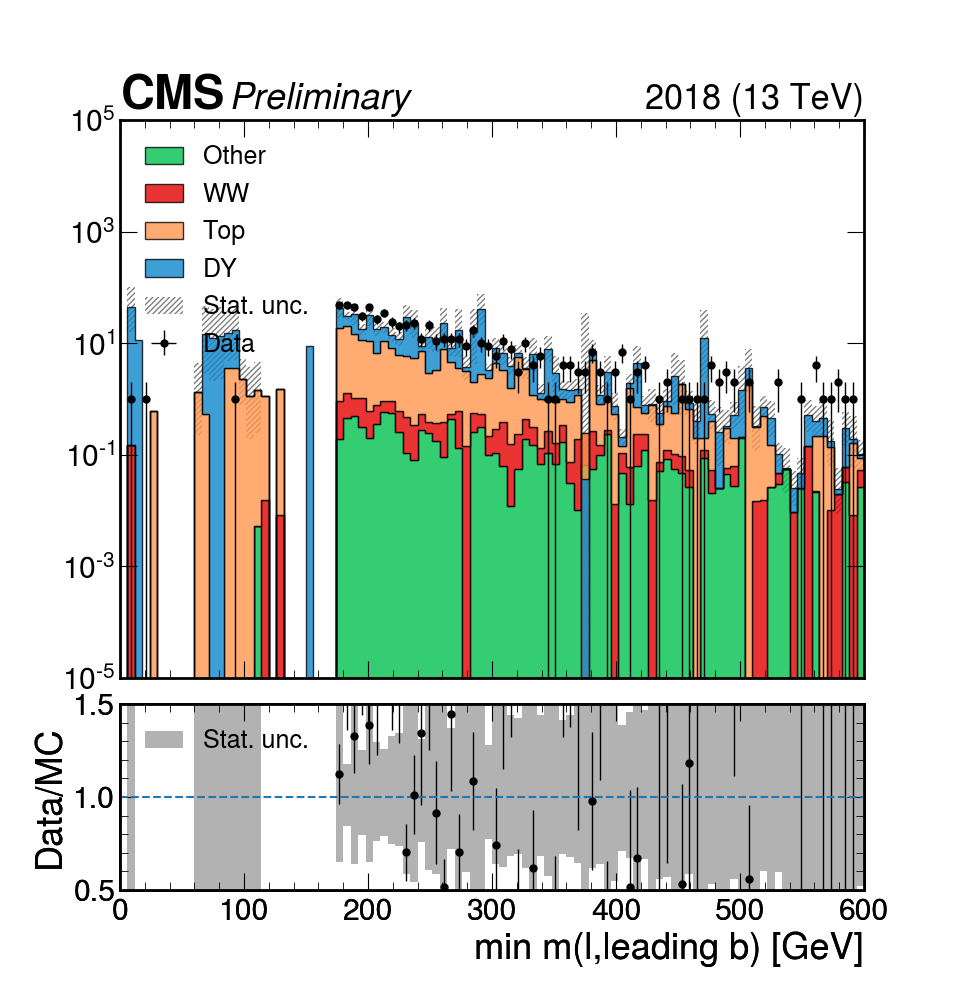 CMS Preliminary 2018 (13 TeV)
10^5
Other
WW
10^3
Top
DY
Stat. unc.
10^1
Data
10^-1
10^-3
10^-5
1.5
Stat. unc.
1.0
Data/MC
0.5
0 100 200 300 400 500 600
min m(l,leading b) [GeV]